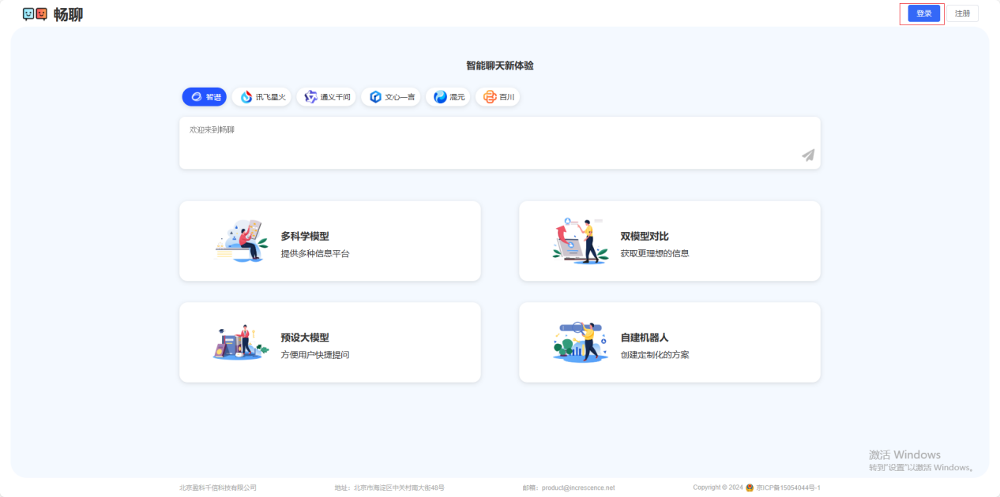 畅聊
登录 注册
智能聊天新体验
智谱 讯飞星火 通义千问 文心一言 混元 百川
欢迎来到畅聊
多科学模型
提供多种信息平台
双模型对比
获取更理想的信息
预设大模型
方便用户快捷提问
自建机器人
创建定制化的方案
激活 Windows
转到"设置"以激活 Windows。
北京盈科千信科技有限公司 地址：北京市海淀区中关村南大街48号 邮箱：product@increscence.net Copyright © 2024 京ICP备15054044号-1